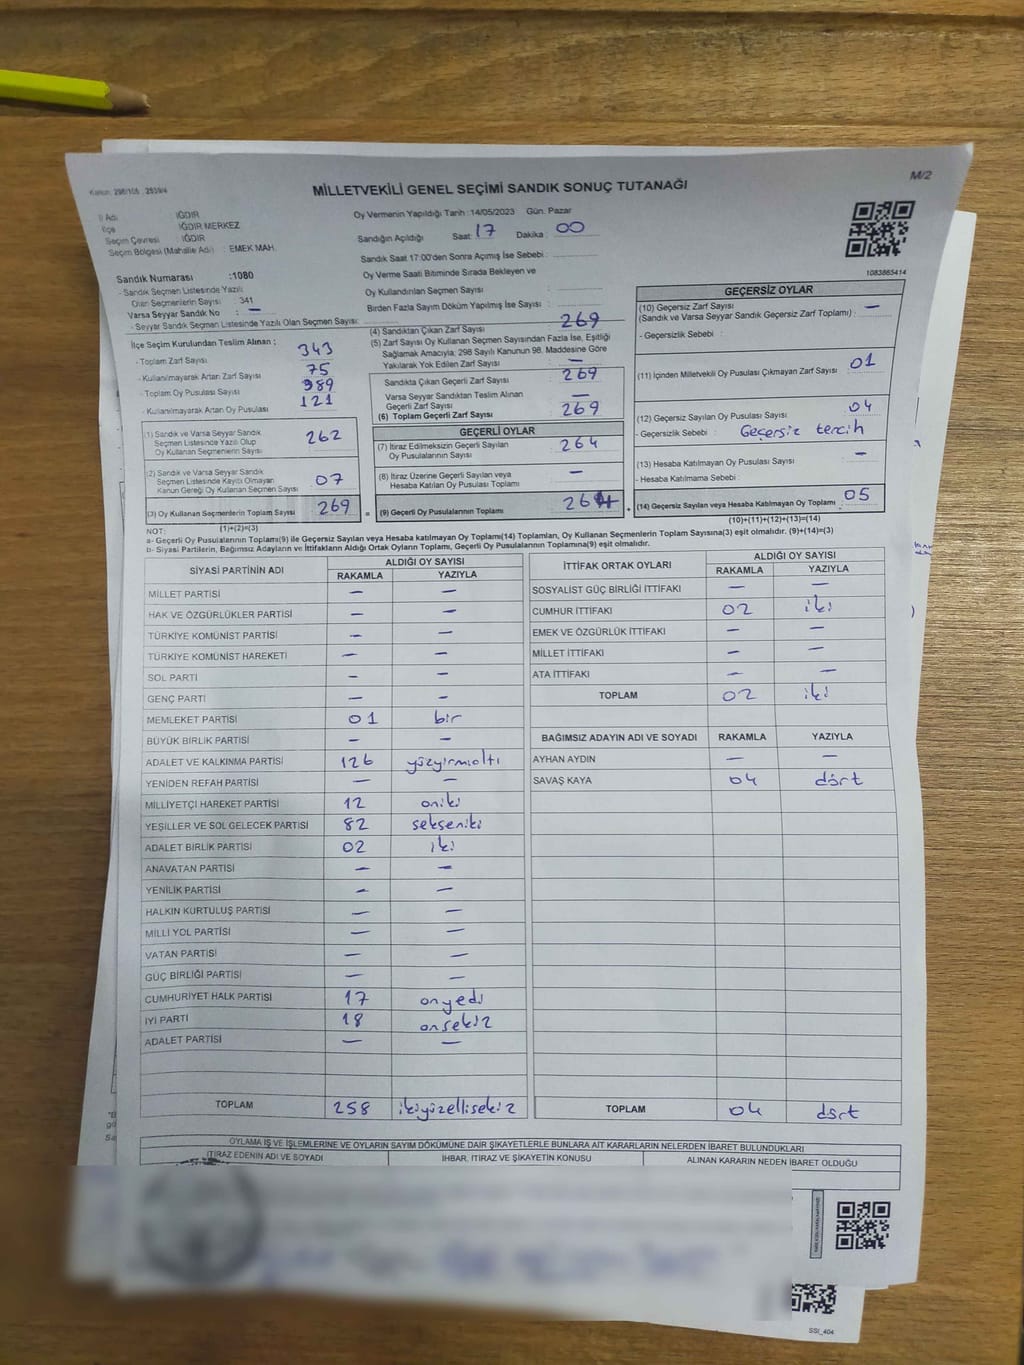 Kanun: 298/105, 2839/4
M/2
MİLLETVEKİLİ GENEL SEÇİMİ SANDIK SONUÇ TUTANAĞI
İl Adı IĞDIR
İlçe IĞDIR MERKEZ
Seçim Çevresi IĞDIR
Seçim Bölgesi (Mahalle Adı) : EMEK MAH.
Sandık Numarası :1080
- Sandık Seçmen Listesinde Yazılı
Olan Seçmenlerin Sayısı 341
Varsa Seyyar Sandık No : —
- Seyyar Sandık Seçmen Listesinde Yazılı Olan Seçmen Sayısı:
Oy Vermenin Yapıldığı Tarih :14/05/2023 Gün: Pazar
Sandığın Açıldığı Saat: 17 Dakika : 00
Sandık Saat 17:00'den Sonra Açılmış İse Sebebi :
Oy Verme Saati Bitiminde Sırada Bekleyen ve
Oy Kullandırılan Seçmen Sayısı :
Birden Fazla Sayım Döküm Yapılmış İse Sayısı :
1083865414
İlçe Seçim Kurulundan Teslim Alınan ;
- Toplam Zarf Sayısı 343
- Kullanılmayarak Artan Zarf Sayısı 75
- Toplam Oy Pusulası Sayısı 389
- Kullanılmayarak Artan Oy Pusulası 121
(1) Sandık ve Varsa Seyyar Sandık
Seçmen Listesinde Yazılı Olup
Oy Kullanan Seçmenlerin Sayısı 262
(2) Sandık ve Varsa Seyyar Sandık
Seçmen Listesinde Kayıtlı Olmayan
Kanun Gereği Oy Kullanan Seçmen Sayısı 07
(3) Oy Kullanan Seçmenlerin Toplam Sayısı 269
(1)+(2)=(3)
(4) Sandıktan Çıkan Zarf Sayısı 269
(5) Zarf Sayısı Oy Kullanan Seçmen Sayısından Fazla İse, Eşitliği
Sağlamak Amacıyla; 298 Sayılı Kanunun 98. Maddesine Göre
Yakılarak Yok Edilen Zarf Sayısı —
Sandıkta Çıkan Geçerli Zarf Sayısı 269
Varsa Seyyar Sandıktan Teslim Alınan
Geçerli Zarf Sayısı —
(6) Toplam Geçerli Zarf Sayısı 269
GEÇERLİ OYLAR
(7) İtiraz Edilmeksizin Geçerli Sayılan
Oy Pusulalarının Sayısı 264
(8) İtiraz Üzerine Geçerli Sayılan veya
Hesaba Katılan Oy Pusulası Toplamı —
= (9) Geçerli Oy Pusulalarının Toplamı 264
GEÇERSİZ OYLAR
(10) Geçersiz Zarf Sayısı —
(Sandık ve Varsa Seyyar Sandık Geçersiz Zarf Toplamı) :
- Geçersizlik Sebebi :
(11) İçinden Milletvekili Oy Pusulası Çıkmayan Zarf Sayısı 01
(12) Geçersiz Sayılan Oy Pusulası Sayısı 04
- Geçersizlik Sebebi : Geçersiz tercih
(13) Hesaba Katılmayan Oy Pusulası Sayısı —
- Hesaba Katılmama Sebebi :
+ (14) Geçersiz Sayılan veya Hesaba Katılmayan Oy Toplamı 05
(10)+(11)+(12)+(13)=(14)
NOT:
a- Geçerli Oy Pusulalarının Toplamı(9) ile Geçersiz Sayılan veya Hesaba katılmayan Oy Toplamı(14) Toplamları, Oy Kullanan Seçmenlerin Toplam Sayısına(3) eşit olmalıdır. (9)+(14)=(3)
b- Siyasi Partilerin, Bağımsız Adayların ve İttifakların Aldığı Ortak Oyların Toplamı, Geçerli Oy Pusulalarının Toplamına(9) eşit olmalıdır.
SİYASİ PARTİNİN ADI ALDIĞI OY SAYISI
RAKAMLA YAZIYLA
MİLLET PARTİSİ — —
HAK VE ÖZGÜRLÜKLER PARTİSİ — —
TÜRKİYE KOMÜNİST PARTİSİ — —
TÜRKİYE KOMÜNİST HAREKETİ — —
SOL PARTİ — —
GENÇ PARTİ — —
MEMLEKET PARTİSİ 01 bir
BÜYÜK BİRLİK PARTİSİ — —
ADALET VE KALKINMA PARTİSİ 126 yüzyirmialtı
YENİDEN REFAH PARTİSİ — —
MİLLİYETÇİ HAREKET PARTİSİ 12 oniki
YEŞİLLER VE SOL GELECEK PARTİSİ 82 sekseniki
ADALET BİRLİK PARTİSİ 02 iki
ANAVATAN PARTİSİ — —
YENİLİK PARTİSİ — —
HALKIN KURTULUŞ PARTİSİ — —
MİLLİ YOL PARTİSİ — —
VATAN PARTİSİ — —
GÜÇ BİRLİĞİ PARTİSİ — —
CUMHURİYET HALK PARTİSİ 17 onyedi
İYİ PARTİ 18 onsekiz
ADALET PARTİSİ — —
TOPLAM 258 ikiyüzellisekiz
İTTİFAK ORTAK OYLARI ALDIĞI OY SAYISI
RAKAMLA YAZIYLA
SOSYALİST GÜÇ BİRLİĞİ İTTİFAKI — —
CUMHUR İTTİFAKI 02 iki
EMEK VE ÖZGÜRLÜK İTTİFAKI — —
MİLLET İTTİFAKI — —
ATA İTTİFAKI — —
TOPLAM 02 iki
BAĞIMSIZ ADAYIN ADI VE SOYADI RAKAMLA YAZIYLA
AYHAN AYDIN — —
SAVAŞ KAYA 04 dört
TOPLAM 04 dört
OYLAMA İŞ VE İŞLEMLERİNE VE OYLARIN SAYIM DÖKÜMÜNE DAİR ŞİKAYETLERLE BUNLARA AİT KARARLARIN NELERDEN İBARET BULUNDUKLARI
İTİRAZ EDENİN ADI VE SOYADI İHBAR, İTİRAZ VE ŞİKAYETİN KONUSU ALINAN KARARIN NEDEN İBARET OLDUĞU
SSI_404